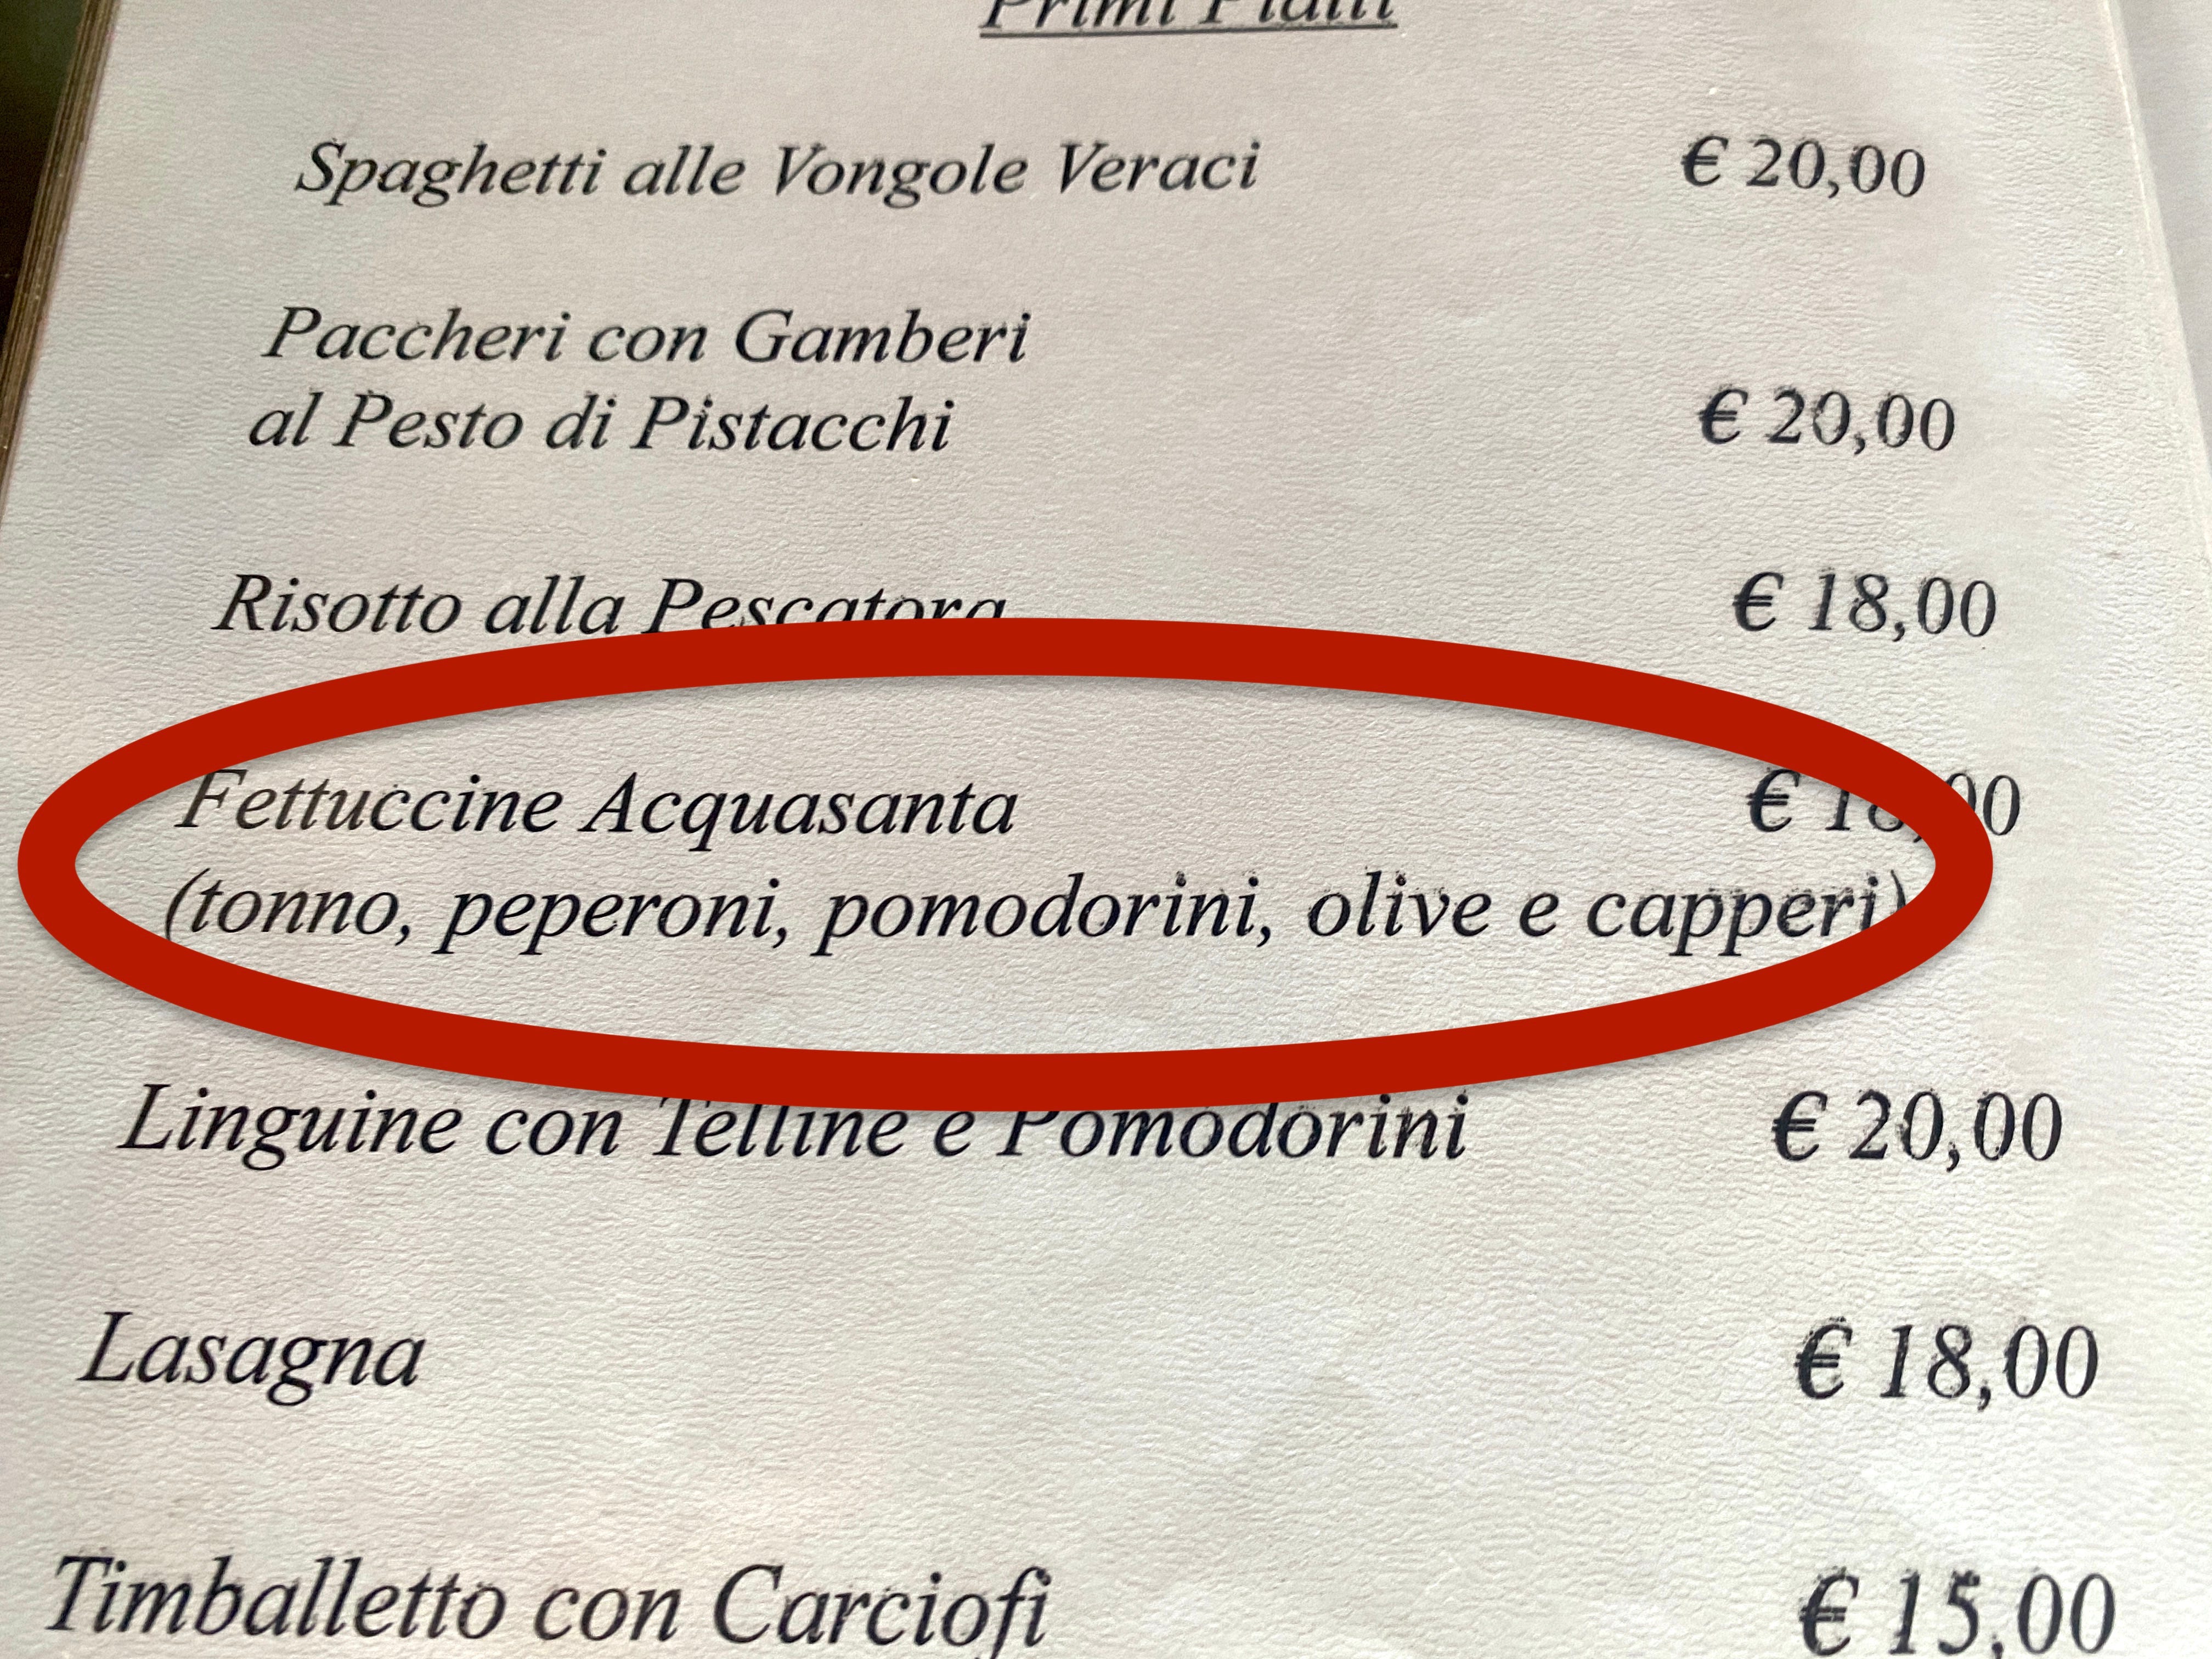 Primi Piatti
Spaghetti alle Vongole Veraci € 20,00
Paccheri con Gamberi
al Pesto di Pistacchi € 20,00
Risotto alla Pescatora € 18,00
Fettuccine Acquasanta €
(tonno, peperoni, pomodorini, olive e capperi)
Linguine con Telline e Pomodorini € 20,00
Lasagna € 18,00
Timballetto con Carciofi € 15,00